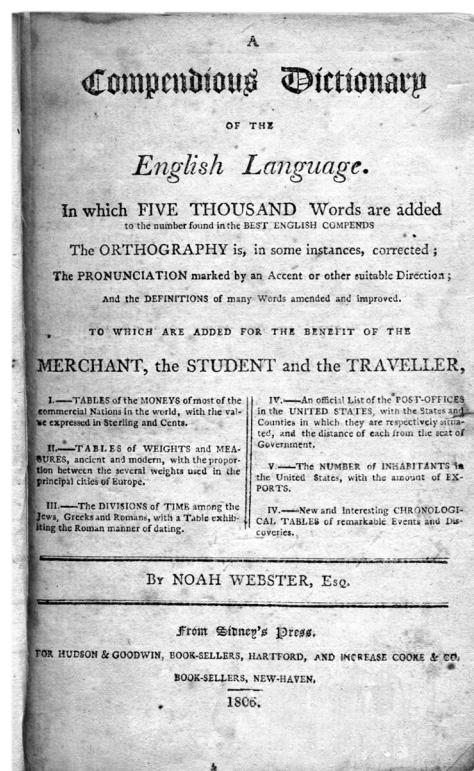 A
Compendious Dictionary
OF THE
English Language.
In which FIVE THOUSAND Words are added
to the number found in the BEST ENGLISH COMPENDS
The ORTHOGRAPHY is, in some instances, corrected;
The PRONUNCIATION marked by an Accent or other suitable Direction;
And the DEFINITIONS of many Words amended and improved.
TO WHICH ARE ADDED FOR THE BENEFIT OF THE
MERCHANT, the STUDENT and the TRAVELLER,
I.—TABLES of the MONEYS of most of the
commercial Nations in the world, with the val-
ue expressed in Sterling and Cents.
II.—TABLES of WEIGHTS and MEA-
SURES, ancient and modern, with the propor-
tion between the several weights used in the
principal cities of Europe.
III.—The DIVISIONS of TIME among the
Jews, Greeks and Romans, with a Table exhib-
iting the Roman manner of dating.
IV.—An official List of the POST-OFFICES
in the UNITED STATES, with the States and
Counties in which they are respectively situa-
ted, and the distance of each from the seat of
Government.
V.—The NUMBER of INHABITANTS in
the United States, with the amount of EX-
PORTS.
IV.—New and Interesting CHRONOLOGI-
CAL TABLES of remarkable Events and Dis-
coveries.
By NOAH WEBSTER, Esq.
From Sidney's Press.
FOR HUDSON & GOODWIN, BOOK-SELLERS, HARTFORD, AND INCREASE COOKE & CO.
BOOK-SELLERS, NEW-HAVEN,
1806.